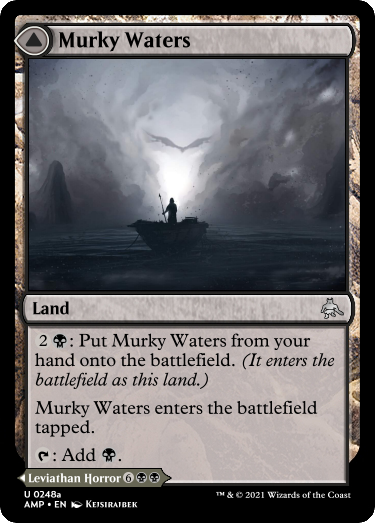 Murky Waters
Land
2 : Put Murky Waters from your
hand onto the battlefield. (It enters the
battlefield as this land.)
Murky Waters enters the battlefield
tapped.
: Add .
Leviathan Horror 6
U 0248a
AMP • EN Keisirajbek
™ & © 2021 Wizards of the Coast